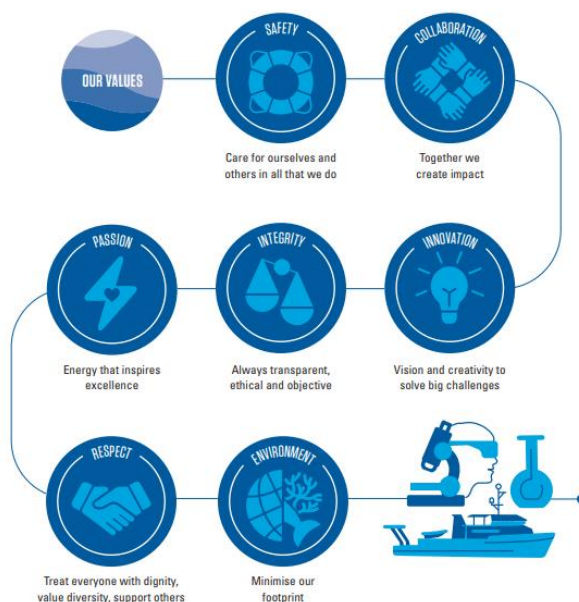 OUR VALUES
SAFETY
Care for ourselves and
others in all that we do
COLLABORATION
Together we
create impact
PASSION
Energy that inspires
excellence
INTEGRITY
Always transparent,
ethical and objective
INNOVATION
Vision and creativity to
solve big challenges
RESPECT
Treat everyone with dignity,
value diversity, support others
ENVIRONMENT
Minimise our
footprint